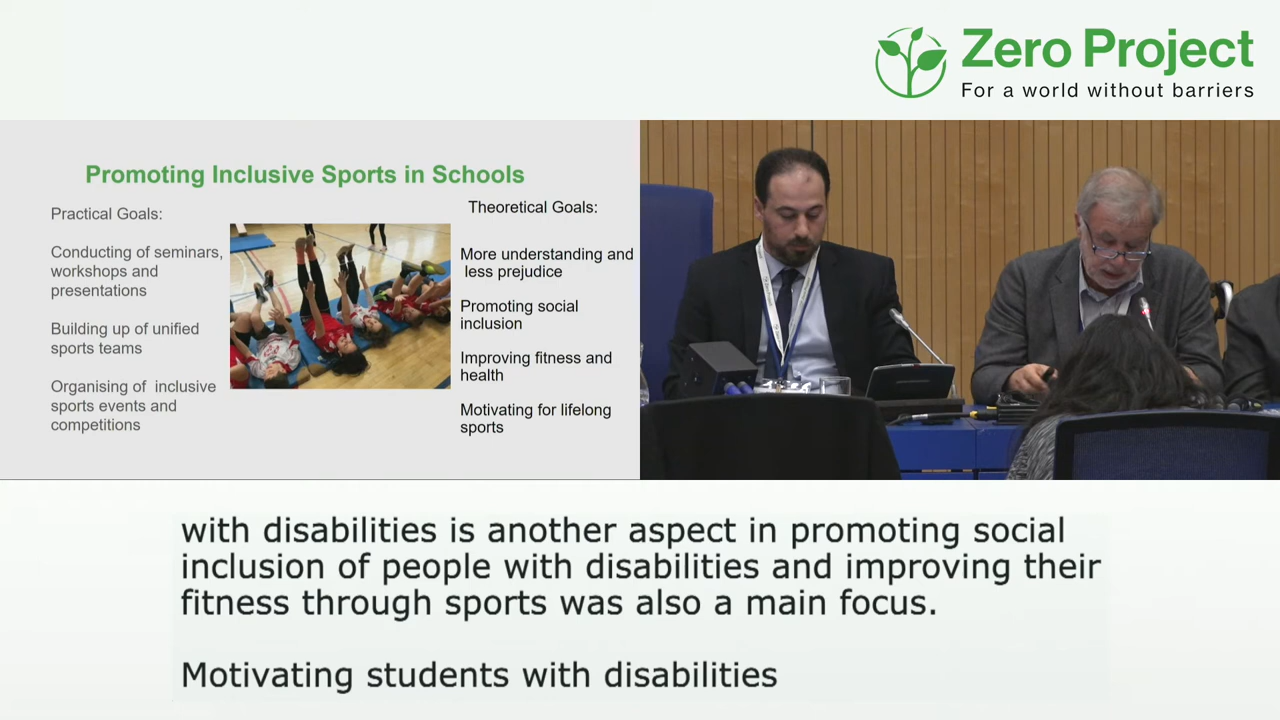 Zero Project
For a world without barriers
Promoting Inclusive Sports in Schools
Practical Goals:
Conducting of seminars,
workshops and
presentations
Building up of unified
sports teams
Organising of inclusive
sports events and
competitions
Theoretical Goals:
More understanding and
less prejudice
Promoting social
inclusion
Improving fitness and
health
Motivating for lifelong
sports
with disabilities is another aspect in promoting social
inclusion of people with disabilities and improving their
fitness through sports was also a main focus.
Motivating students with disabilities